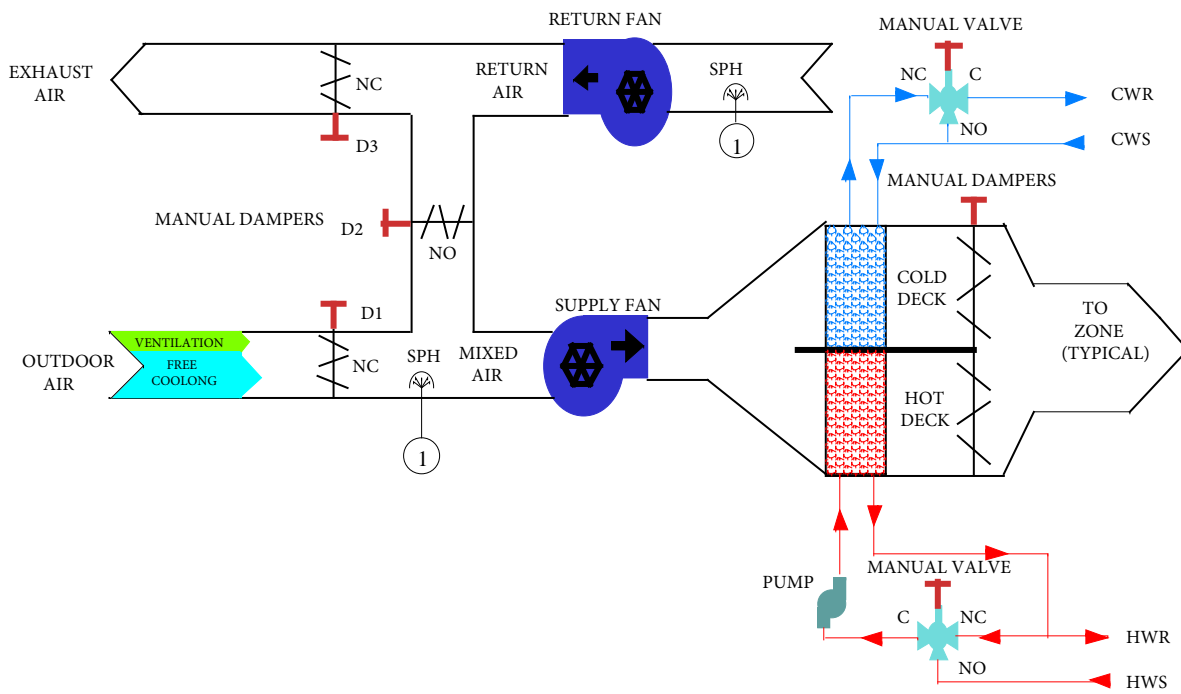 RETURN FAN
MANUAL VALVE
EXHAUST
AIR
NC
RETURN
AIR
SPH
NC
C
CWR
NO
CWS
D3
1
MANUAL DAMPERS
MANUAL DAMPERS
D2
NO
COLD
DECK
SUPPLY FAN
TO
ZONE
(TYPICAL)
D1
VENTILATION
OUTDOOR
AIR
FREE
COOLONG
NC
SPH
MIXED
AIR
HOT
DECK
1
PUMP
MANUAL VALVE
C
NC
HWR
NO
HWS